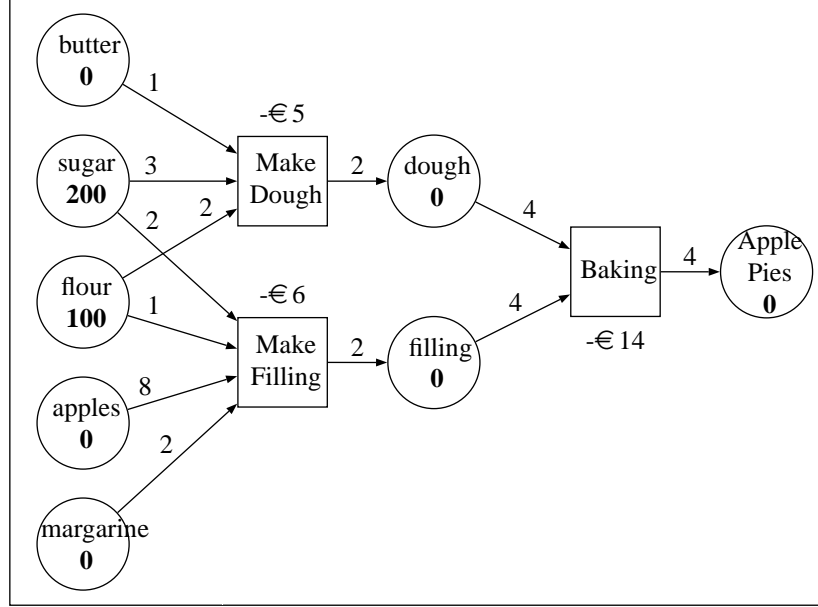 butter
0
1
-€5
sugar
200
3
2
2
Make
Dough
2
dough
0
4
flour
100
1
-€6
Baking
4
Apple
Pies
0
-€14
Make
Filling
2
filling
0
4
apples
0
8
2
margarine
0